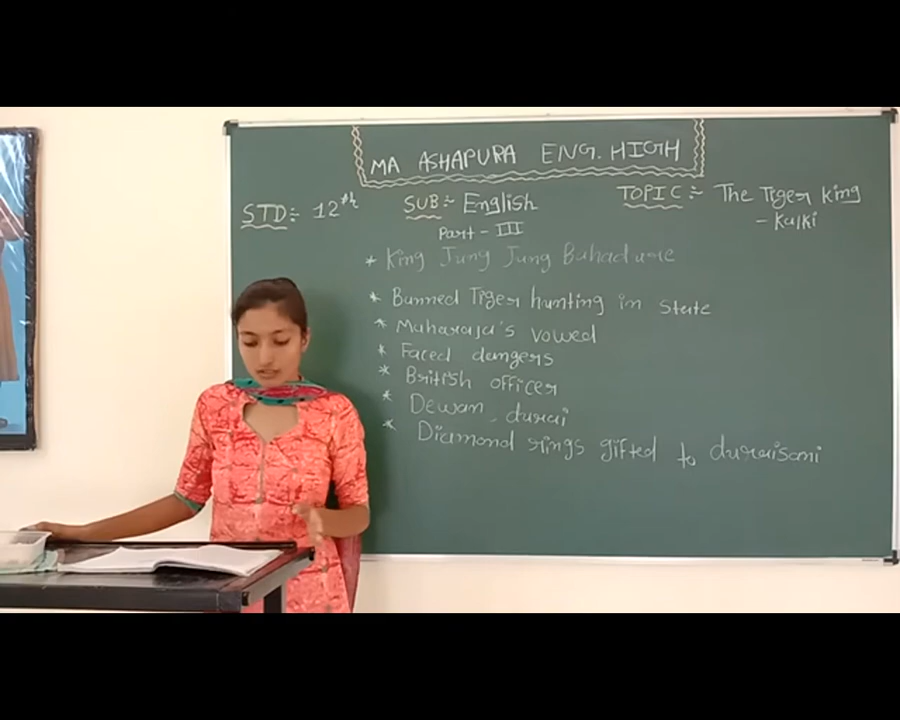 MA ASHAPURA ENG. HIGH
STD:- 12th
SUB:- English
Part - III
TOPIC:- The Tiger King
- Kalki
* King Jung Jung Bahadure
* Banned Tiger hunting in state
* Maharaja's vowed
* Faced dangers
* British officer
* Dewan, durai
* Diamond rings gifted to duraisani